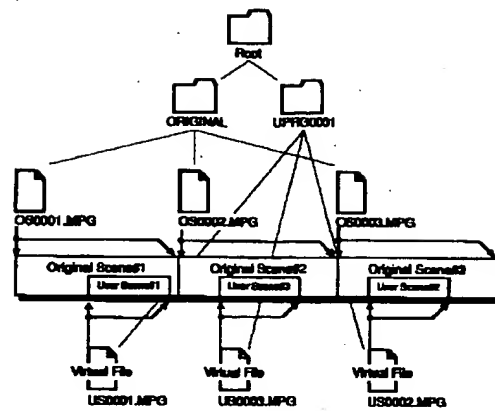 Root
ORIGINAL UPRG0001
OS0001.MPG OS0002.MPG OS0003.MPG
Original Scene#1 Original Scene#2 Original Scene#3
User Scene#1 User Scene#3 User Scene#2
Virtual File Virtual File Virtual File
US0001.MPG US0003.MPG US0002.MPG